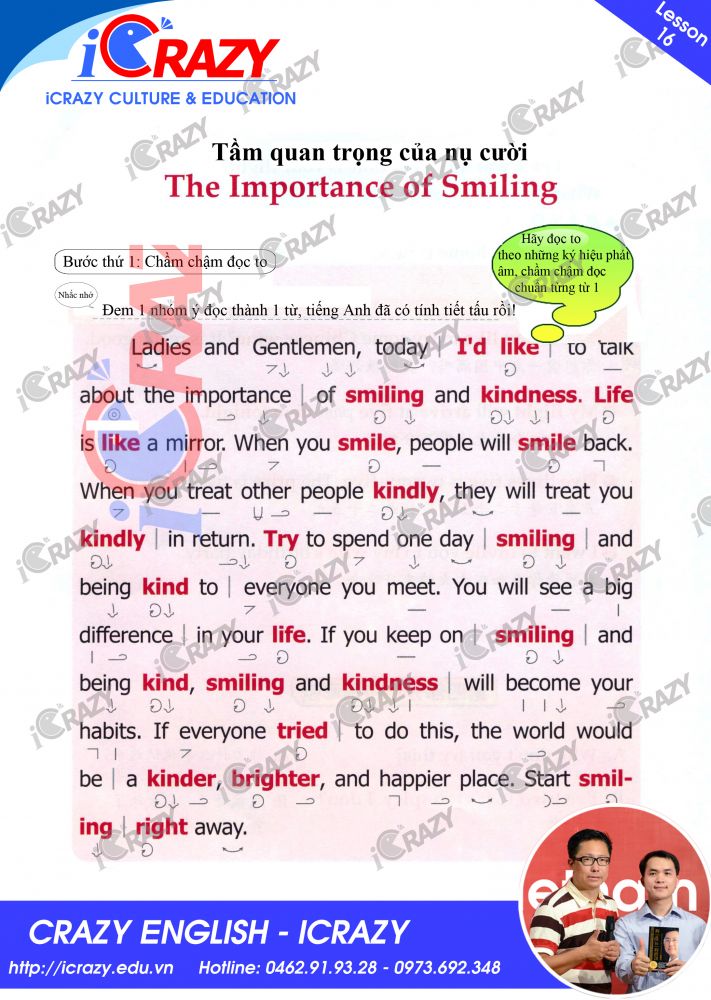 iCRAZY
iCRAZY CULTURE & EDUCATION
Lesson
16
Tầm quan trọng của nụ cười
The Importance of Smiling
Bước thứ 1: Chầm chậm đọc to
Hãy đọc to
theo những ký hiệu phát
âm, chầm chậm đọc
chuẩn từng từ 1
Nhắc nhớ
Đem 1 nhóm ý đọc thành 1 từ, tiếng Anh đã có tính tiết tấu rồi!
Ladies and Gentlemen, today | I'd like | to talk
about the importance | of smiling and kindness. Life
is like a mirror. When you smile, people will smile back.
When you treat other people kindly, they will treat you
kindly | in return. Try to spend one day | smiling | and
being kind to | everyone you meet. You will see a big
difference | in your life. If you keep on | smiling | and
being kind, smiling and kindness | will become your
habits. If everyone tried | to do this, the world would
be | a kinder, brighter, and happier place. Start smil-
ing | right away.
CRAZY ENGLISH - ICRAZY
http://icrazy.edu.vn Hotline: 0462.91.93.28 - 0973.692.348